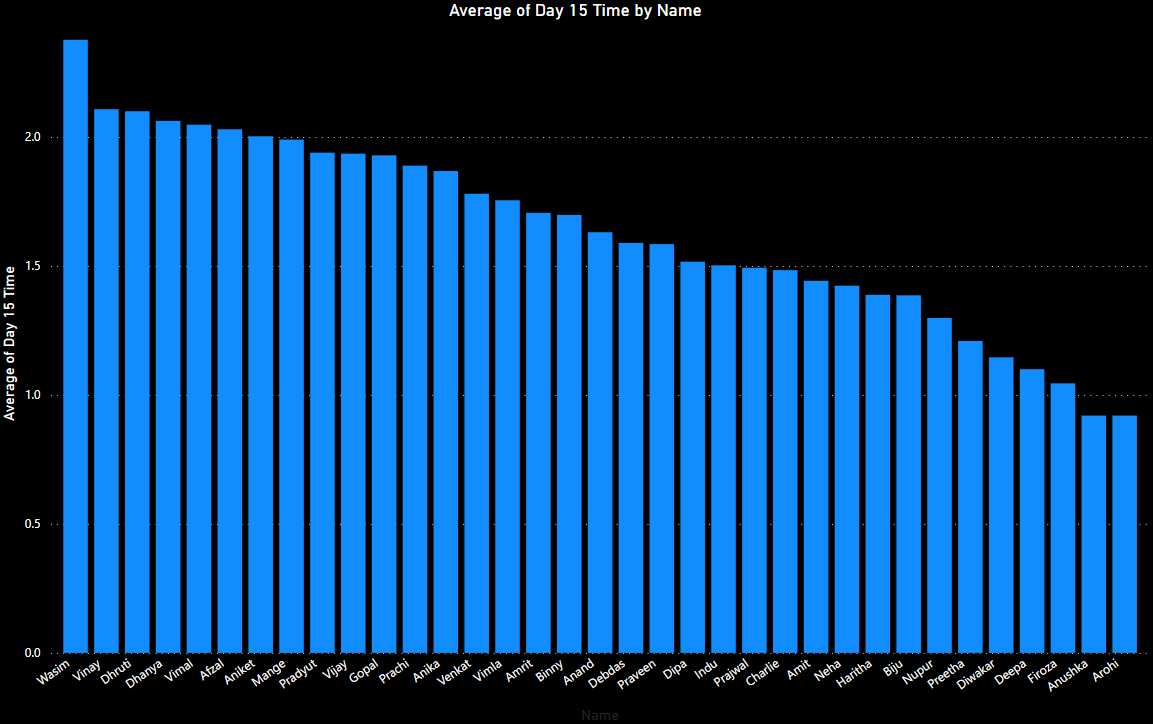 Average of Day 15 Time by Name
Average of Day 15 Time
2.0
1.5
1.0
0.5
0.0
Wasim
Vinay
Dhruti
Dhanya
Vimal
Afzal
Aniket
Mange
Pradyut
Vijay
Gopal
Prachi
Anika
Venkat
Vimla
Amrit
Binny
Anand
Debdas
Praveen
Dipa
Indu
Prajwal
Charlie
Amit
Neha
Haritha
Biju
Nupur
Preetha
Diwakar
Deepa
Firoza
Anushka
Arohi
Name